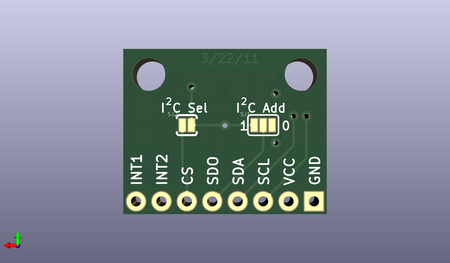 3/22/11
I²C Sel
I²C Add
1 0
INT1
INT2
CS
SDO
SDA
SCL
VCC
GND